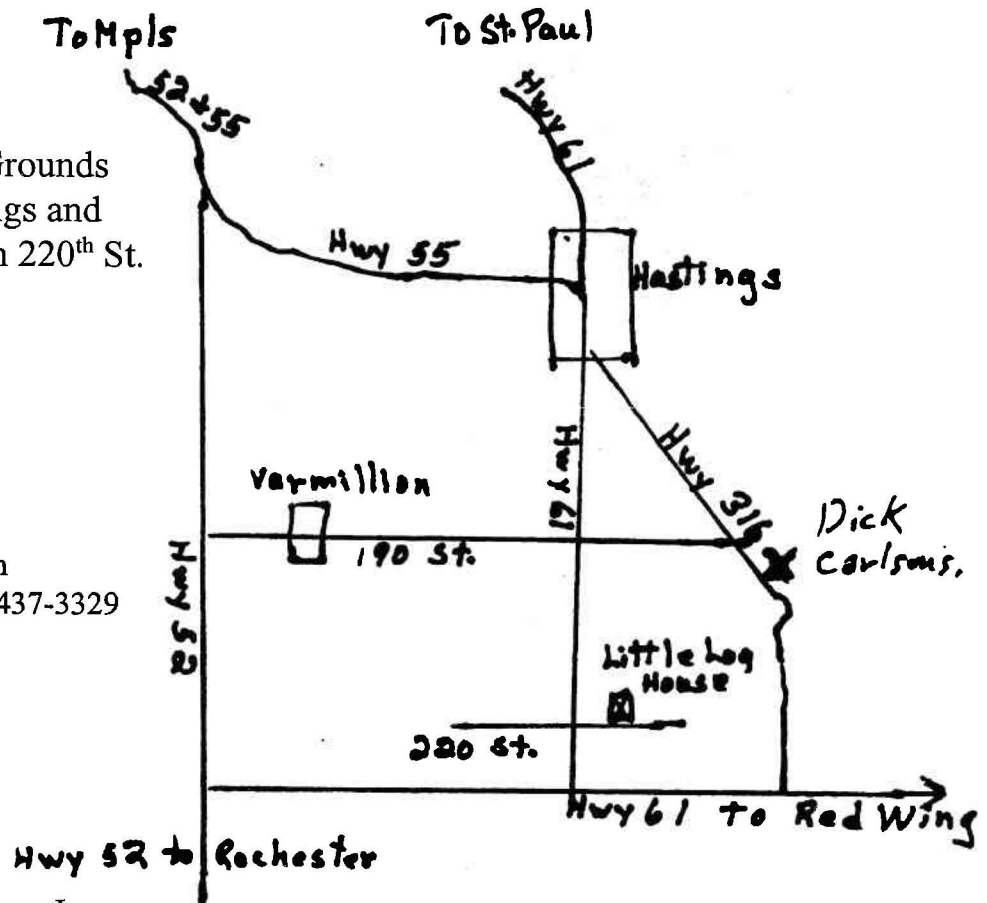 To Mpls
To St. Paul
52+55
Hwy 61
Grounds
gs and
220th St.
Hwy 55
Hastings
Hwy 61
Hwy 316
Varmillion
190 St.
Dick
Carlsons.
Hwy 52
437-3329
Little Log
House
220 St.
Hwy 61 to Red Wing
Hwy 52 to Rochester